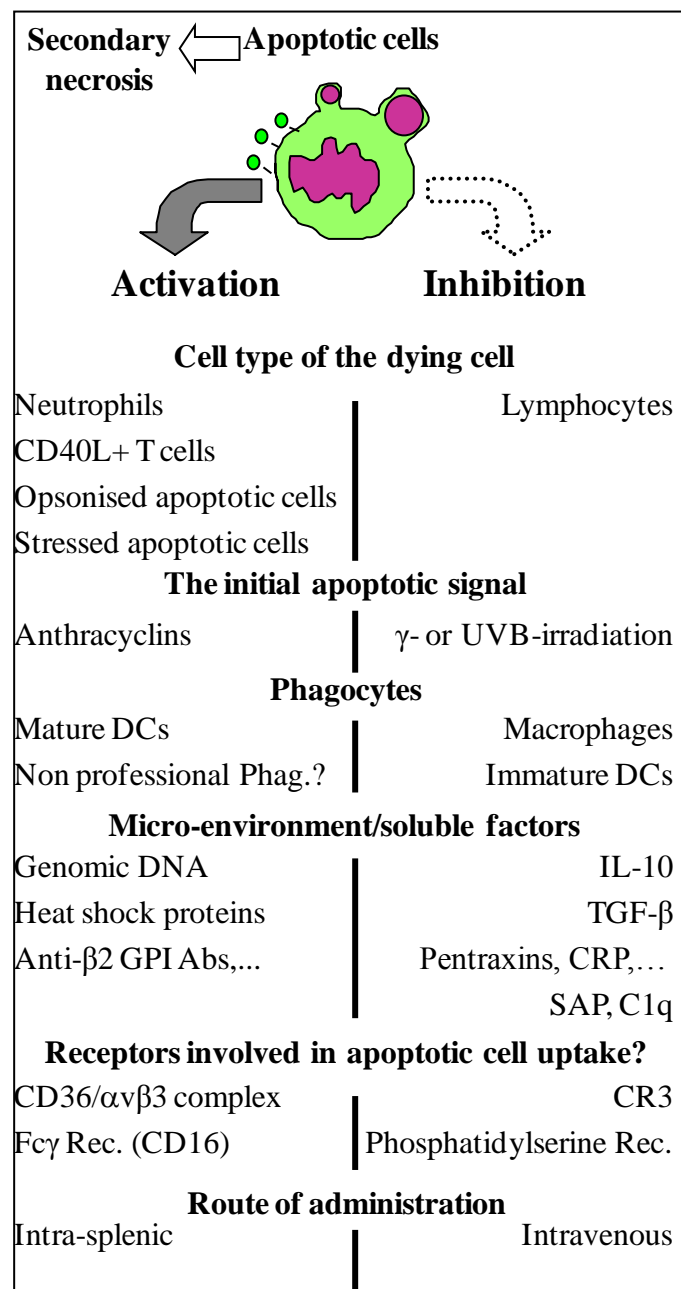 Secondary Apoptotic cells
necrosis
Activation Inhibition
Cell type of the dying cell
Neutrophils Lymphocytes
CD40L+ T cells
Opsonised apoptotic cells
Stressed apoptotic cells
The initial apoptotic signal
Anthracyclins γ- or UVB-irradiation
Phagocytes
Mature DCs Macrophages
Non professional Phag.? Immature DCs
Micro-environment/soluble factors
Genomic DNA IL-10
Heat shock proteins TGF-β
Anti-β2 GPI Abs,... Pentraxins, CRP,…
SAP, C1q
Receptors involved in apoptotic cell uptake?
CD36/αvβ3 complex CR3
Fcγ Rec. (CD16) Phosphatidylserine Rec.
Route of administration
Intra-splenic Intravenous